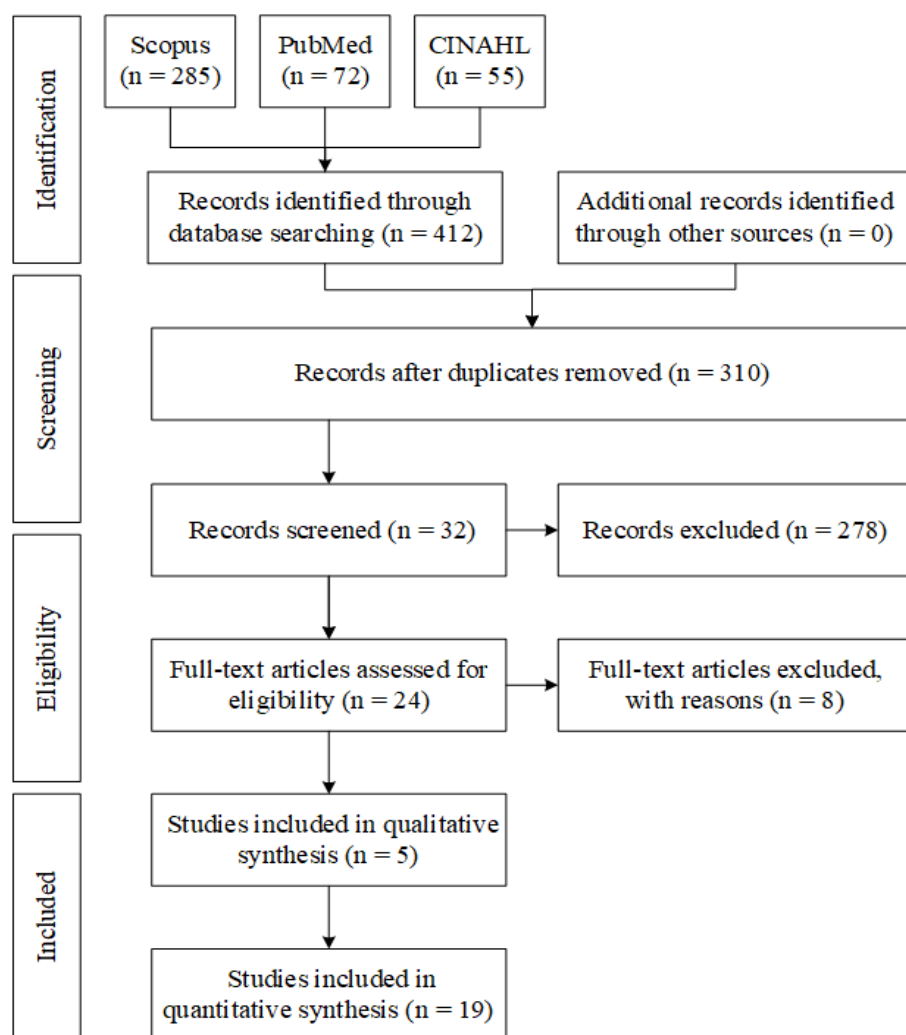 Identification
Scopus
(n = 285)
PubMed
(n = 72)
CINAHL
(n = 55)
Records identified through
database searching (n = 412)
Additional records identified
through other sources (n = 0)
Screening
Records after duplicates removed (n = 310)
Records screened (n = 32)
Records excluded (n = 278)
Eligibility
Full-text articles assessed for
eligibility (n = 24)
Full-text articles excluded,
with reasons (n = 8)
Included
Studies included in qualitative
synthesis (n = 5)
Studies included in
quantitative synthesis (n = 19)